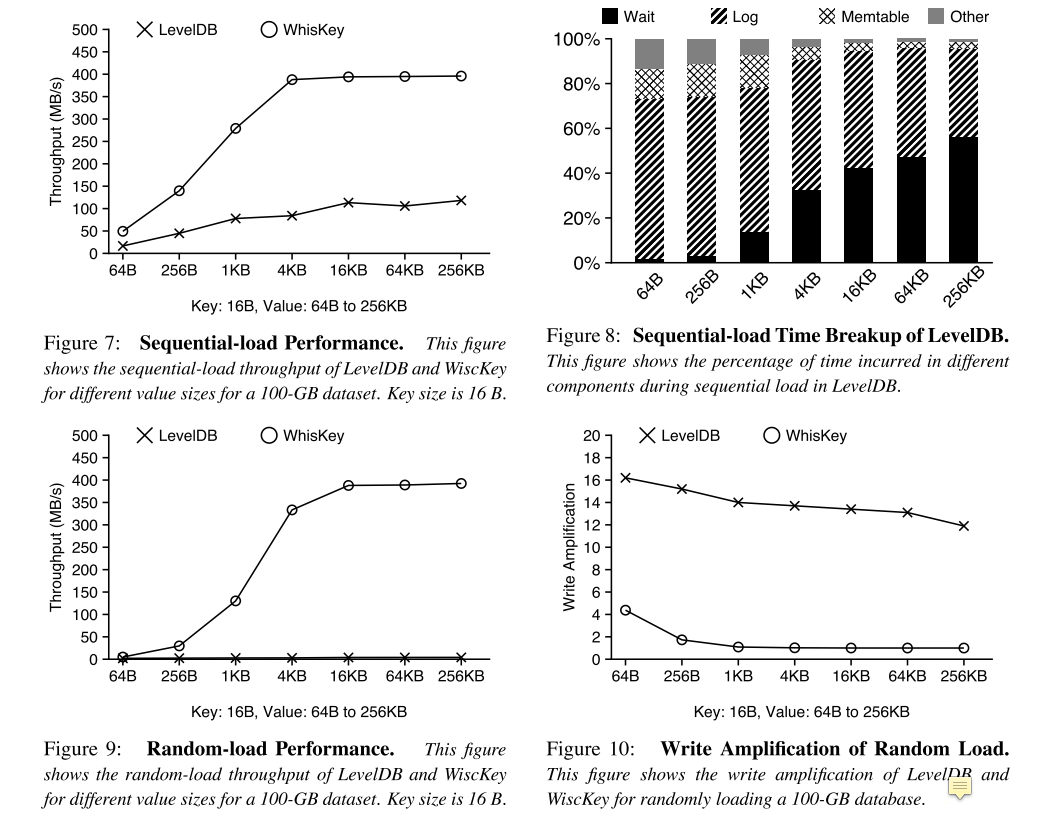 LevelDB WhisKey
500
450
400
350
300
250
200
150
100
50
0
Throughput (MB/s)
64B 256B 1KB 4KB 16KB 64KB 256KB
Key: 16B, Value: 64B to 256KB
Figure 7: Sequential-load Performance. This figure
shows the sequential-load throughput of LevelDB and WiscKey
for different value sizes for a 100-GB dataset. Key size is 16 B.
Wait Log Memtable Other
100%
80%
60%
40%
20%
0%
64B 256B 1KB 4KB 16KB 64KB 256KB
Figure 8: Sequential-load Time Breakup of LevelDB.
This figure shows the percentage of time incurred in different
components during sequential load in LevelDB.
LevelDB WhisKey
500
450
400
350
300
250
200
150
100
50
0
Throughput (MB/s)
64B 256B 1KB 4KB 16KB 64KB 256KB
Key: 16B, Value: 64B to 256KB
Figure 9: Random-load Performance. This figure
shows the random-load throughput of LevelDB and WiscKey
for different value sizes for a 100-GB dataset. Key size is 16 B.
LevelDB WhisKey
20
18
16
14
12
10
8
6
4
2
0
Write Amplification
64B 256B 1KB 4KB 16KB 64KB 256KB
Key: 16B, Value: 64B to 256KB
Figure 10: Write Amplification of Random Load.
This figure shows the write amplification of LevelDB and
WiscKey for randomly loading a 100-GB database.